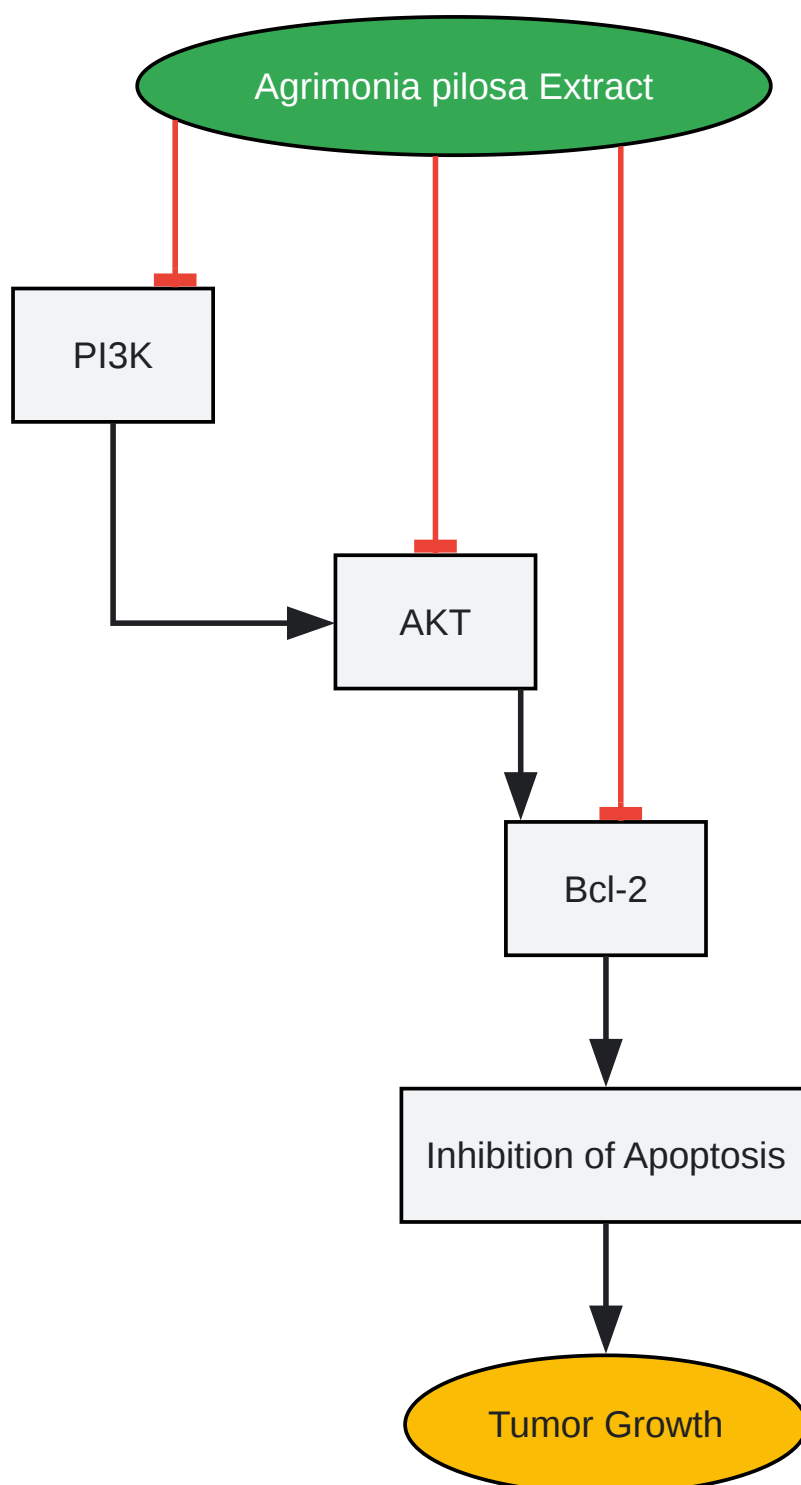 Agrimonia pilosa Extract
PI3K
AKT
Bcl-2
Inhibition of Apoptosis
Tumor Growth